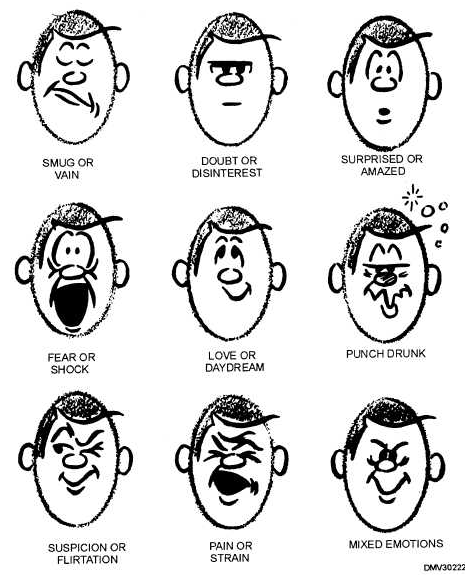 SMUG OR
VAIN
DOUBT OR
DISINTEREST
SURPRISED OR
AMAZED
FEAR OR
SHOCK
LOVE OR
DAYDREAM
PUNCH DRUNK
SUSPICION OR
FLIRTATION
PAIN OR
STRAIN
MIXED EMOTIONS
DMV30222